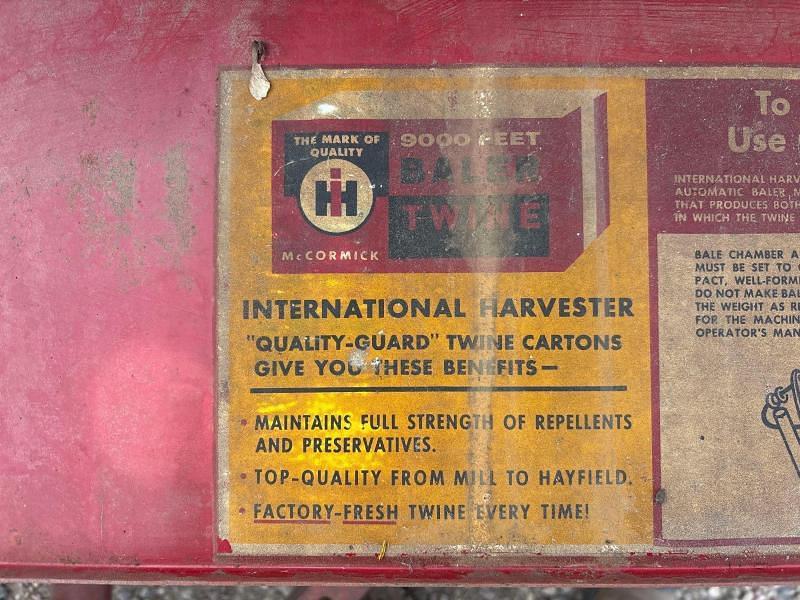 THE MARK OF
QUALITY
IH
McCORMICK
9000 FEET
BALER
TWINE
INTERNATIONAL HARVESTER
"QUALITY-GUARD" TWINE CARTONS
GIVE YOU THESE BENEFITS—
• MAINTAINS FULL STRENGTH OF REPELLENTS
AND PRESERVATIVES.
• TOP-QUALITY FROM MILL TO HAYFIELD.
• FACTORY-FRESH TWINE EVERY TIME!
To
Use
INTERNATIONAL HARV
AUTOMATIC BALER, M
THAT PRODUCES BOTH
IN WHICH THE TWINE
BALE CHAMBER A
MUST BE SET TO
PACT, WELL-FORM
DO NOT MAKE BAL
THE WEIGHT AS RE
FOR THE MACHIN
OPERATOR'S MAN